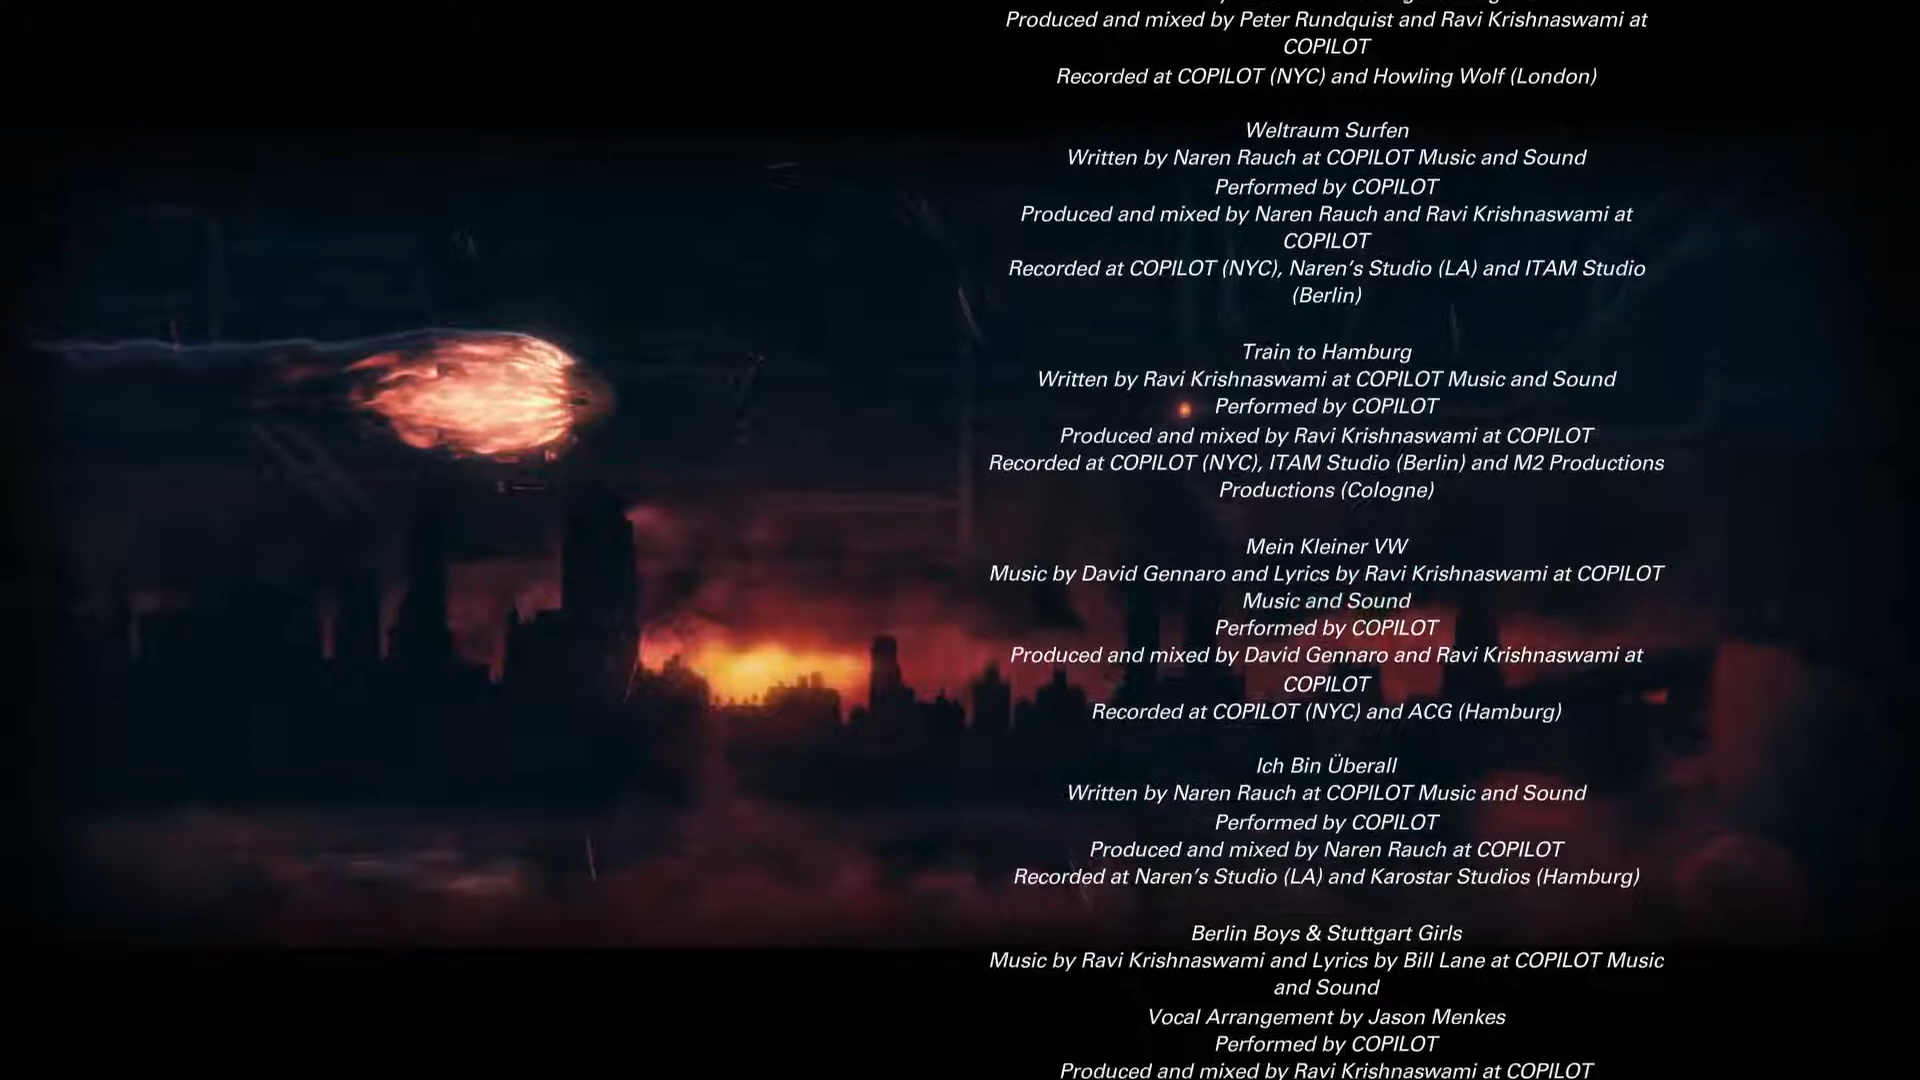 Produced and mixed by Peter Rundquist and Ravi Krishnaswami at
COPILOT
Recorded at COPILOT (NYC) and Howling Wolf (London)
Weltraum Surfen
Written by Naren Rauch at COPILOT Music and Sound
Performed by COPILOT
Produced and mixed by Naren Rauch and Ravi Krishnaswami at
COPILOT
Recorded at COPILOT (NYC), Naren’s Studio (LA) and ITAM Studio
(Berlin)
Train to Hamburg
Written by Ravi Krishnaswami at COPILOT Music and Sound
Performed by COPILOT
Produced and mixed by Ravi Krishnaswami at COPILOT
Recorded at COPILOT (NYC), ITAM Studio (Berlin) and M2 Productions
Productions (Cologne)
Mein Kleiner VW
Music by David Gennaro and Lyrics by Ravi Krishnaswami at COPILOT
Music and Sound
Performed by COPILOT
Produced and mixed by David Gennaro and Ravi Krishnaswami at
COPILOT
Recorded at COPILOT (NYC) and ACG (Hamburg)
Ich Bin Überall
Written by Naren Rauch at COPILOT Music and Sound
Performed by COPILOT
Produced and mixed by Naren Rauch at COPILOT
Recorded at Naren’s Studio (LA) and Karostar Studios (Hamburg)
Berlin Boys & Stuttgart Girls
Music by Ravi Krishnaswami and Lyrics by Bill Lane at COPILOT Music
and Sound
Vocal Arrangement by Jason Menkes
Performed by COPILOT
Produced and mixed by Ravi Krishnaswami at COPILOT